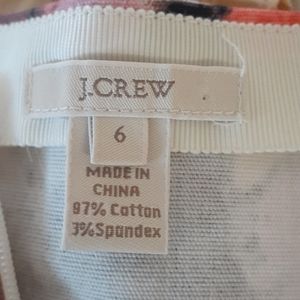 J.CREW
6
MADE IN
CHINA
97% Cotton
3% Spandex